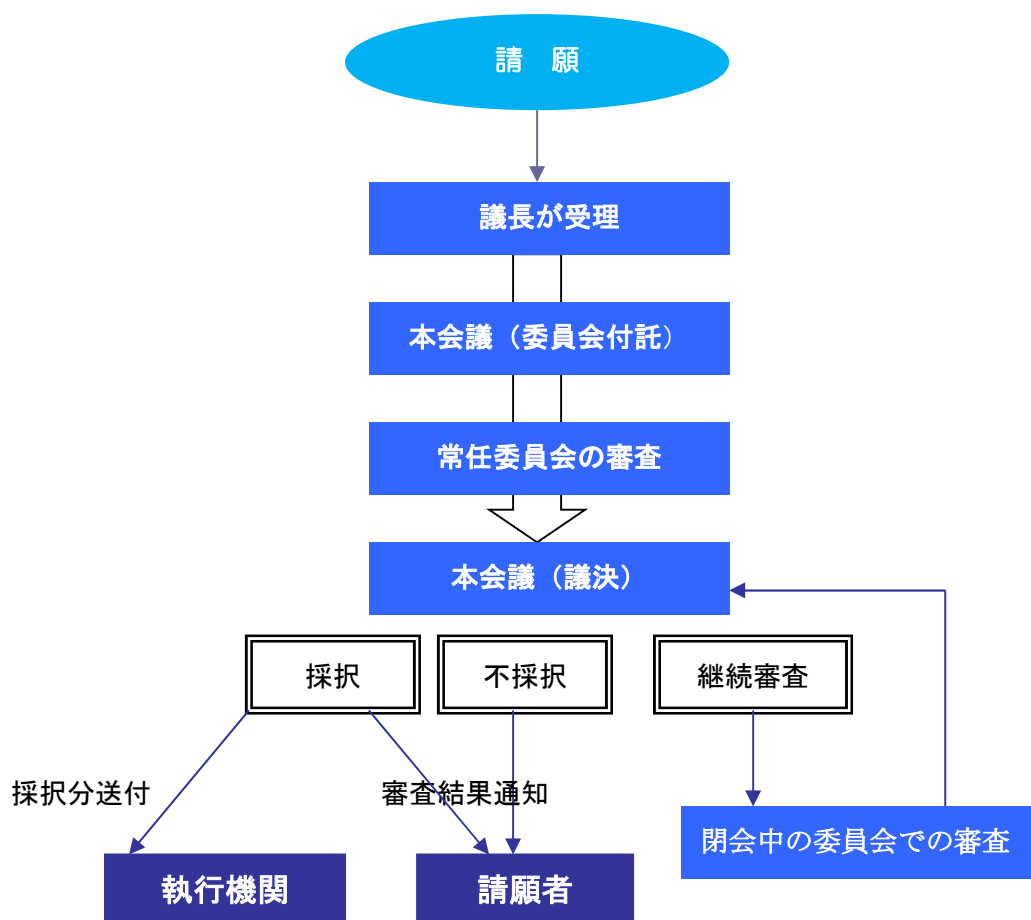 請　願
議長が受理
本会議（委員会付託）
常任委員会の審査
本会議（議決）
採択
不採択
継続審査
採択分送付
審査結果通知
閉会中の委員会での審査
執行機関
請願者